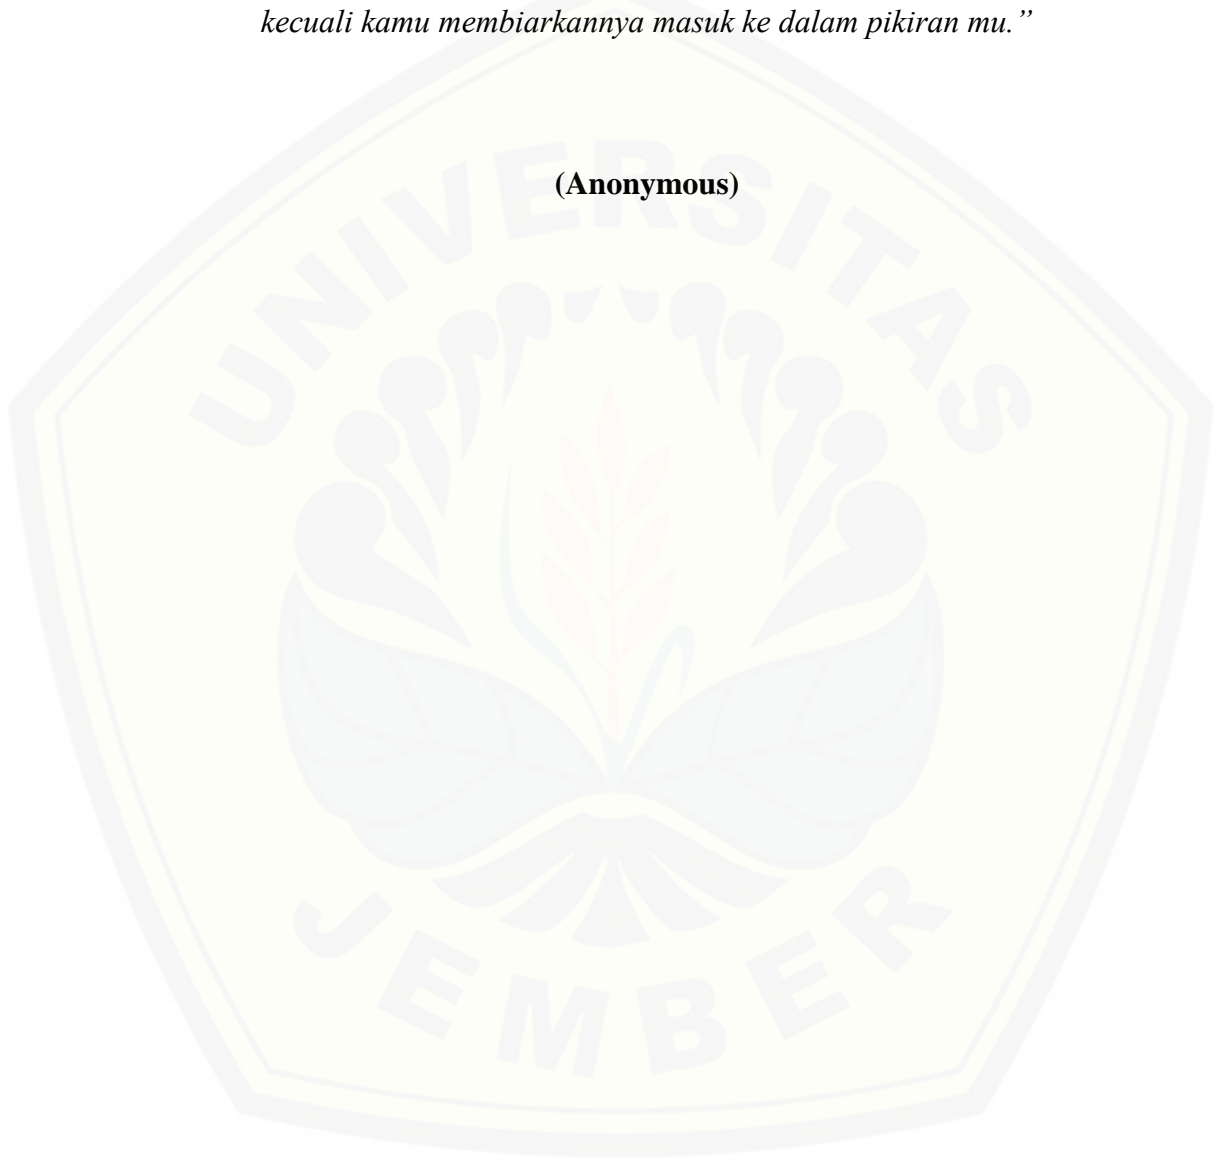 kecuali kamu membiarkannya masuk ke dalam pikiran mu.”
(Anonymous)
UNIVERSITAS
JEMBER